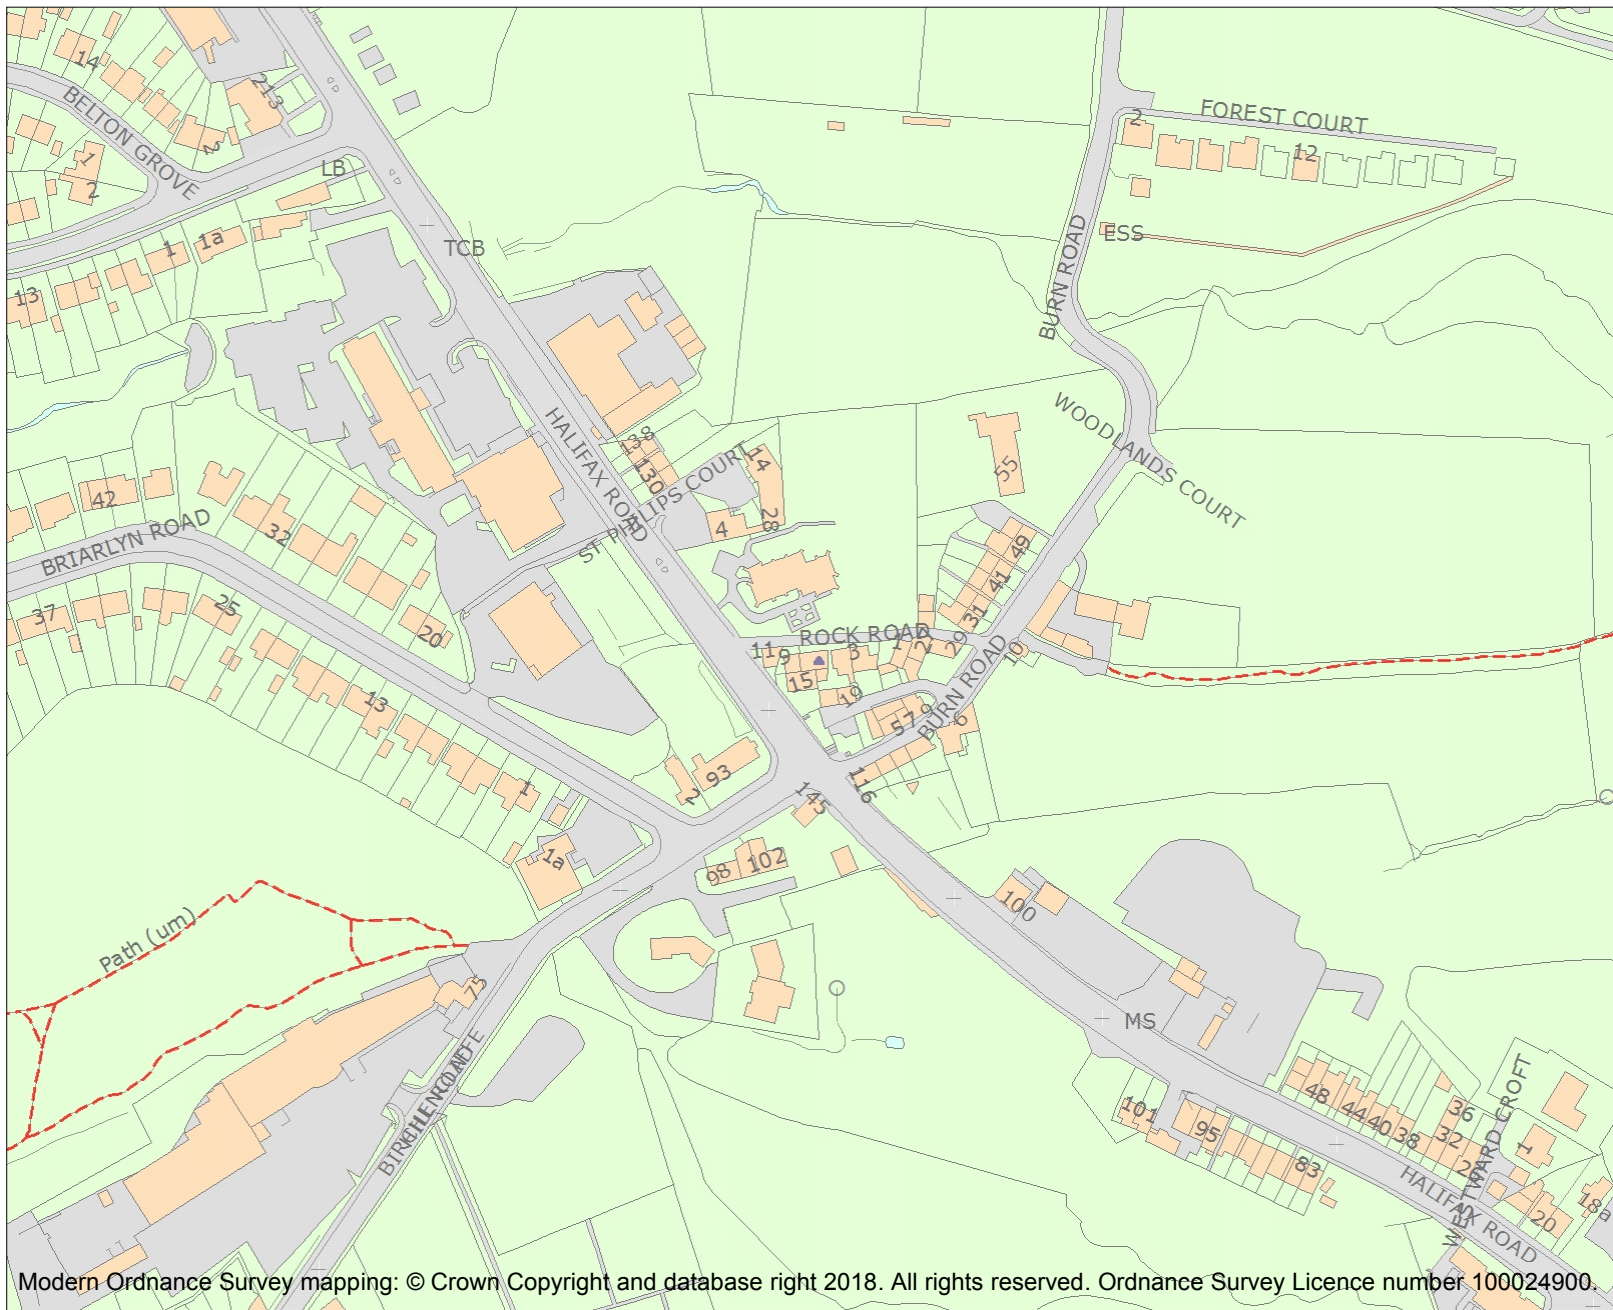 14
213
BELTON GROVE
FOREST COURT
2
2
1
2
LB
12
TCB
ESS
BURN ROAD
1
1a
13
WOODLANDS COURT
HALIFAX ROAD
138
130
14
55
ST PHILIPS COURT
4
28
42
BRIARLYN ROAD
32
49
41
31
37
25
20
ROCK ROAD
11
9
3
1
29
10
15
19
BURN ROAD
57
9
6
13
93
2
1
145
116
1a
98
102
100
Path (um)
75
MS
BIRCHENCLIFFE
48
44
40
38
36
32
101
95
83
WESTWARD CROFT
1
HALIFAX ROAD
20
18a
Modern Ordnance Survey mapping: © Crown Copyright and database right 2018. All rights reserved. Ordnance Survey Licence number 100024900.